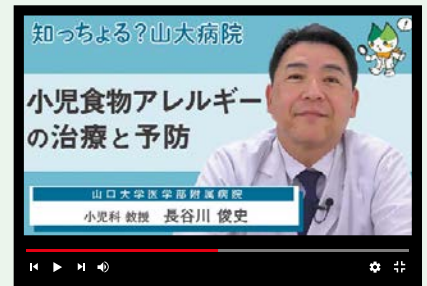 知っちょる?山大病院
小児食物アレルギー
の治療と予防
山口大学医学部附属病院
小児科 教授 長谷川 俊史